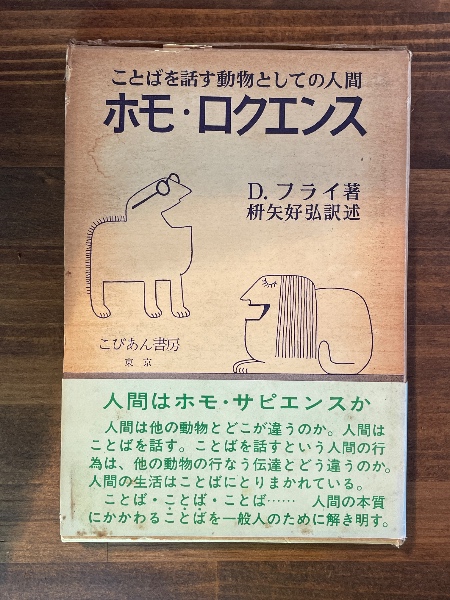 ことばを話す動物としての人間
ホモ・ロクエンス
D. フライ著
枡矢好弘訳述
こびあん書房
東京
人間はホモ・サピエンスか
人間は他の動物とどこが違うのか。人間は
ことばを話す。ことばを話すという人間の行
為は、他の動物の行なう伝達とどう違うのか。
人間の生活はことばにとりまかれている。
ことば・ことば・ことば…… 人間の本質
にかかわることばを一般人のために解き明す。